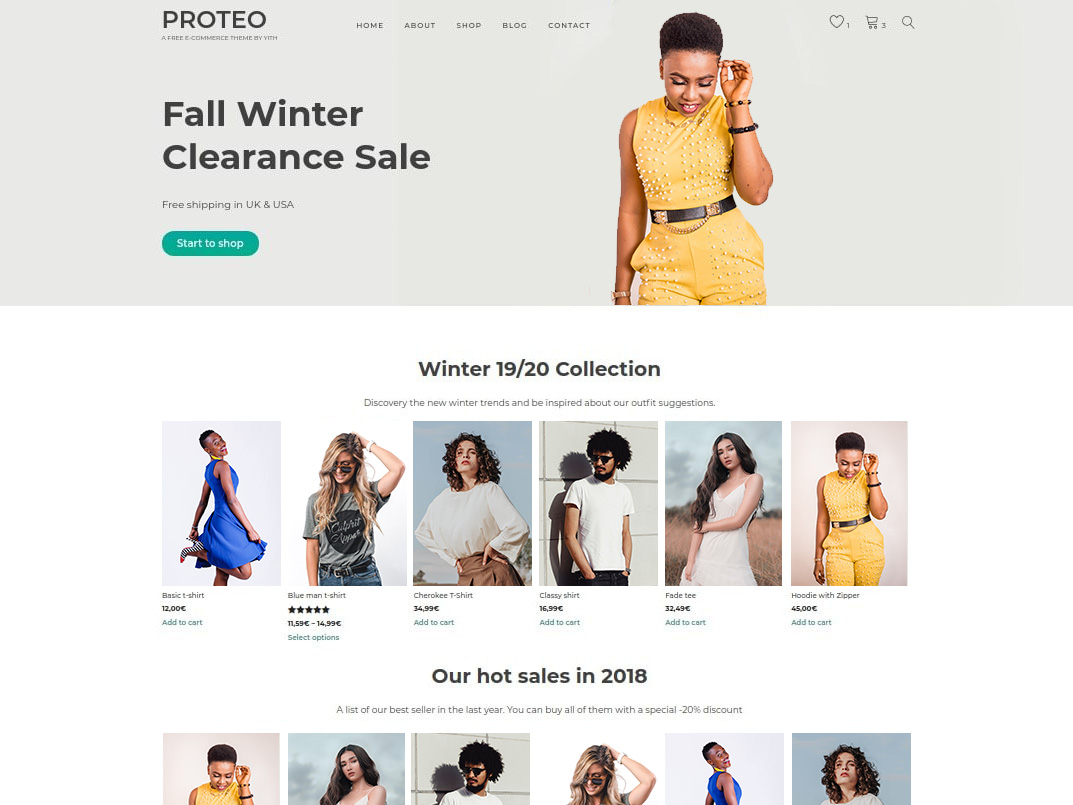 PROTEO
A FREE E-COMMERCE THEME BY YITH
HOME ABOUT SHOP BLOG CONTACT
1 3
Fall Winter
Clearance Sale
Free shipping in UK & USA
Start to shop
Winter 19/20 Collection
Discovery the new winter trends and be inspired about our outfit suggestions.
Culprit
Basic t-shirt
12,00€
Add to cart
Blue man t-shirt
★★★★★
11,59€ – 14,99€
Select options
Cherokee T-Shirt
34,99€
Add to cart
Classy shirt
16,99€
Add to cart
Fade tee
32,49€
Add to cart
Hoodie with Zipper
45,00€
Add to cart
Our hot sales in 2018
A list of our best seller in the last year. You can buy all of them with a special -20% discount